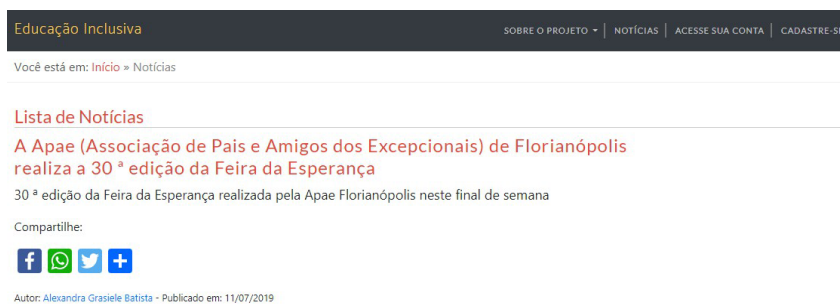 Educação Inclusiva
SOBRE O PROJETO NOTÍCIAS ACESSE SUA CONTA
Você está em: Início » Notícias
Lista de Notícias
A Apae (Associação de Pais e Amigos dos Excepcionais) de Florianópolis
realiza a 30 ª edição da Feira da Esperança
30 ª edição da Feira da Esperança realizada pela Apae Florianópolis neste final de semana
Compartilhe:
Autor: Alexandra Grasiele Batista - Publicado em: 11/07/2019